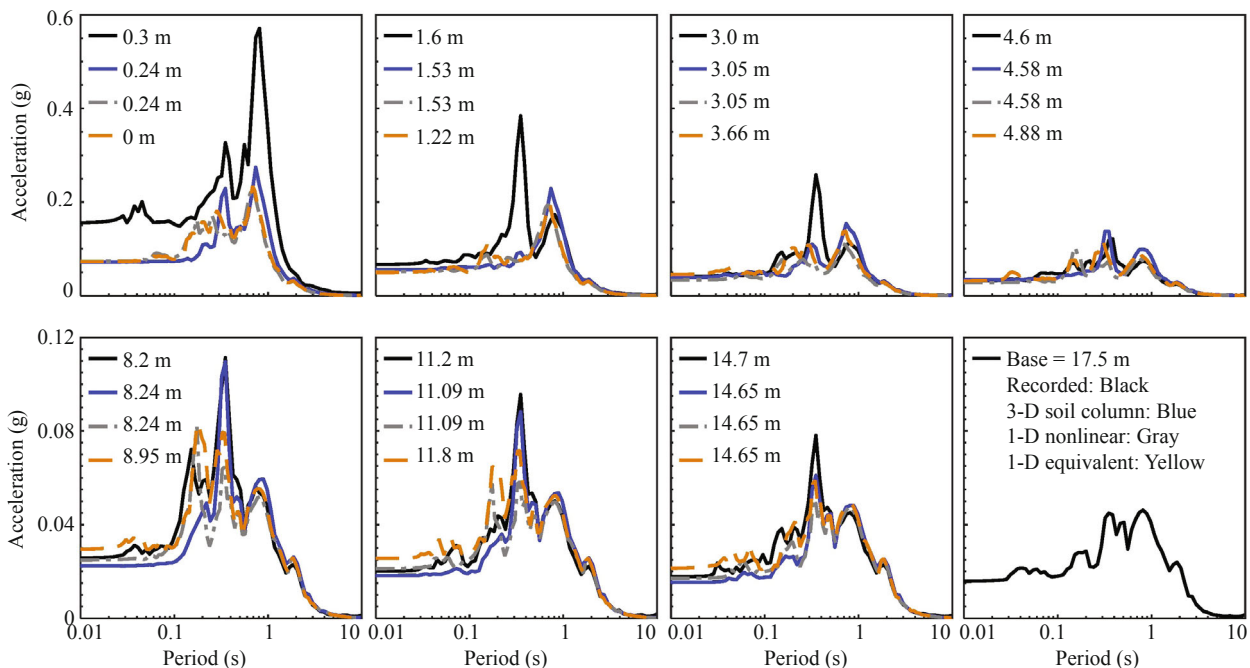 0.6
0.4
0.2
0
Acceleration (g)
0.3 m
0.24 m
0.24 m
0 m
1.6 m
1.53 m
1.53 m
1.22 m
3.0 m
3.05 m
3.05 m
3.66 m
4.6 m
4.58 m
4.58 m
4.88 m
0.12
0.08
0.04
0
Acceleration (g)
8.2 m
8.24 m
8.24 m
8.95 m
11.2 m
11.09 m
11.09 m
11.8 m
14.7 m
14.65 m
14.65 m
14.65 m
Base = 17.5 m
Recorded: Black
3-D soil column: Blue
1-D nonlinear: Gray
1-D equivalent: Yellow
0.01 0.1 1 10
0.01 0.1 1 10
0.01 0.1 1 10
0.01 0.1 1 10
Period (s)
Period (s)
Period (s)
Period (s)